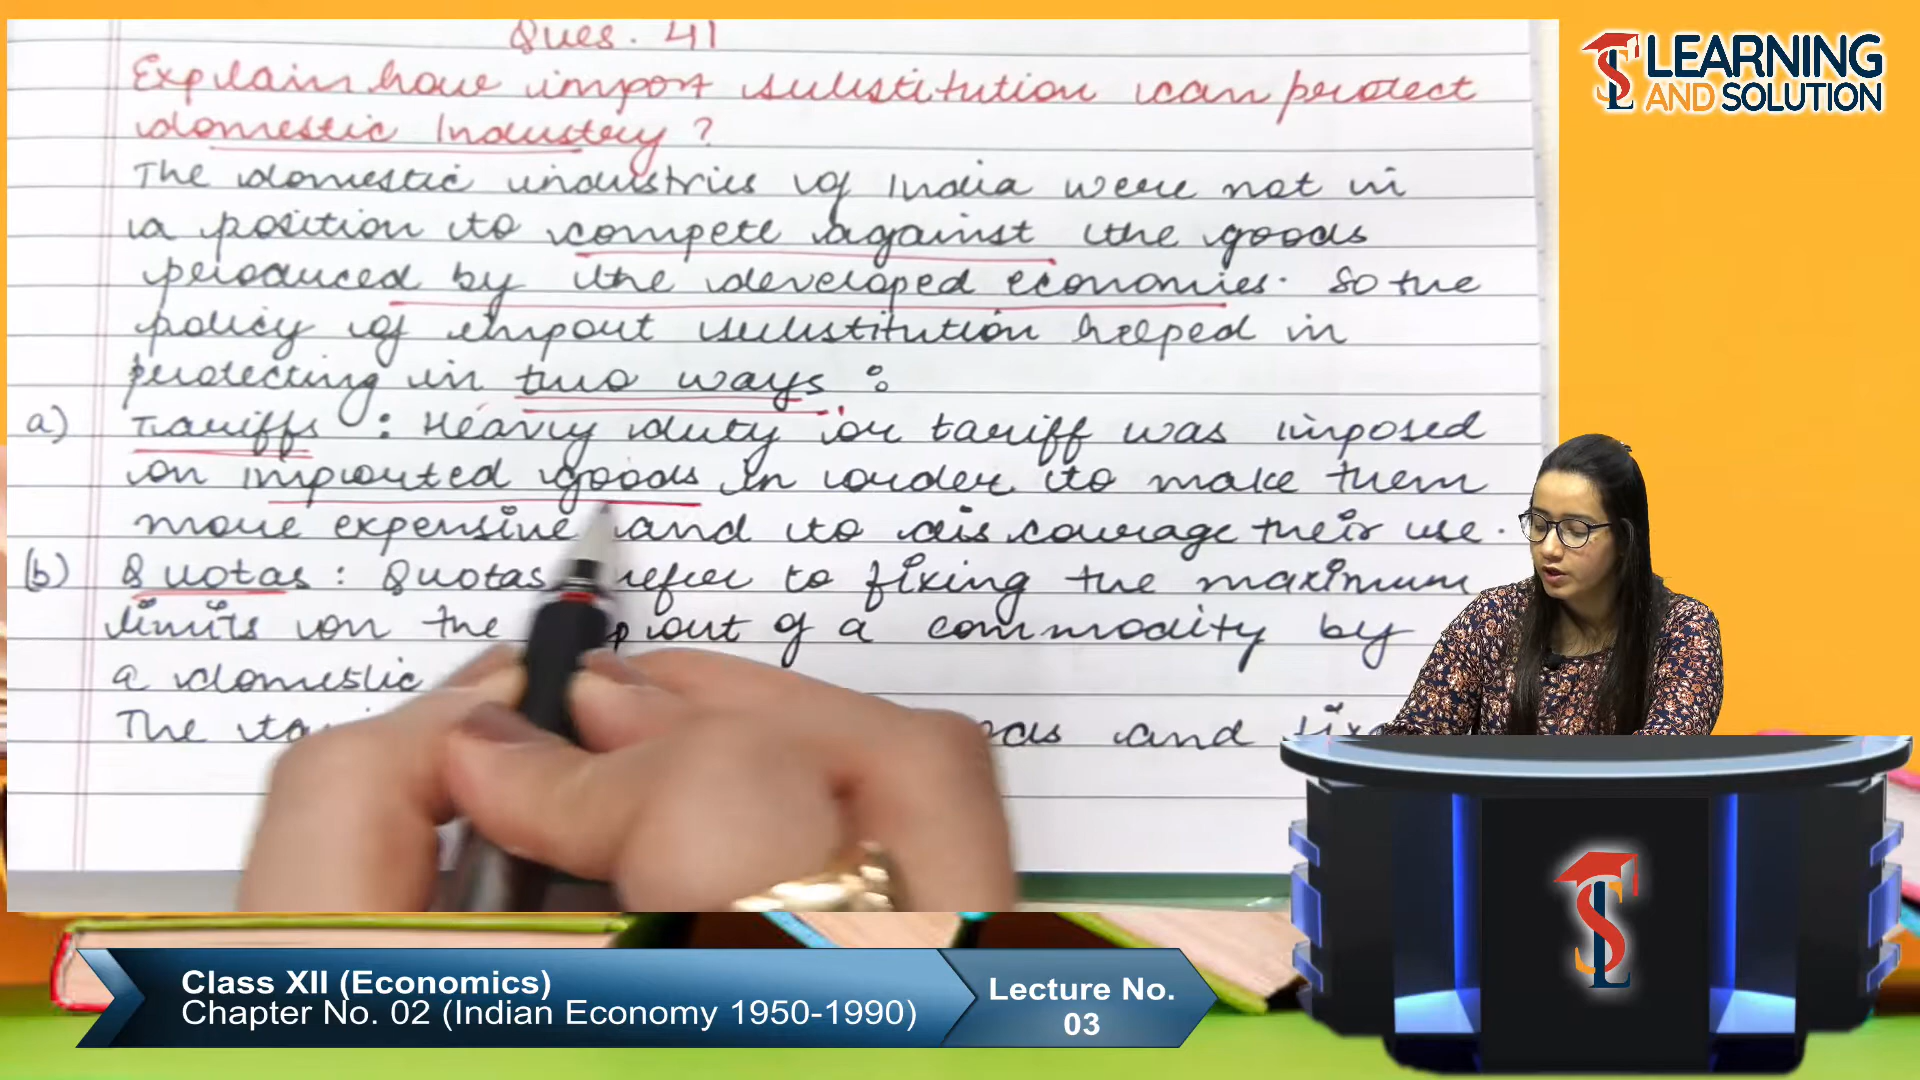 Ques. 41
Explain how import substitution can protect
domestic Industry ?
The domestic industries of India were not in
a position to compete against the goods
produced by the developed economies. So the
policy of import substitution helped in
protecting in two ways :
a) Tariffs : Heavy duty or tariff was imposed
on imported goods in order to make them
more expensive and to discourage their use.
(b) Quotas : Quotas refer to fixing the maximum
limits on the of a commodity by
a domestic
The and
LEARNING
AND SOLUTION
SL
Class XII (Economics)
Chapter No. 02 (Indian Economy 1950-1990)
Lecture No.
03